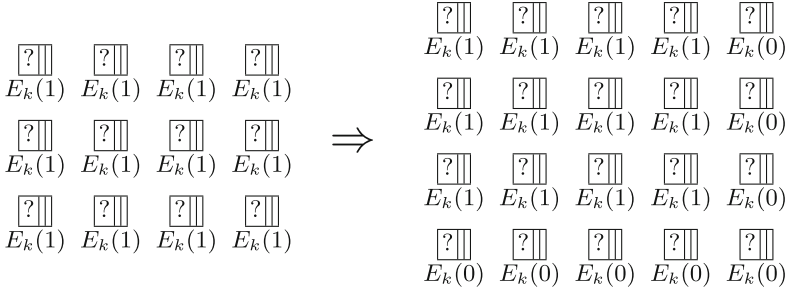 ? ? ? ? ?
E_k(1) E_k(1) E_k(1) E_k(1) E_k(0)
? ? ? ?
E_k(1) E_k(1) E_k(1) E_k(1)
? ? ? ? ?
E_k(1) E_k(1) E_k(1) E_k(1) E_k(0)
? ? ? ?
E_k(1) E_k(1) E_k(1) E_k(1)
⇒
? ? ? ? ?
E_k(1) E_k(1) E_k(1) E_k(1) E_k(0)
? ? ? ?
E_k(1) E_k(1) E_k(1) E_k(1)
? ? ? ? ?
E_k(0) E_k(0) E_k(0) E_k(0) E_k(0)